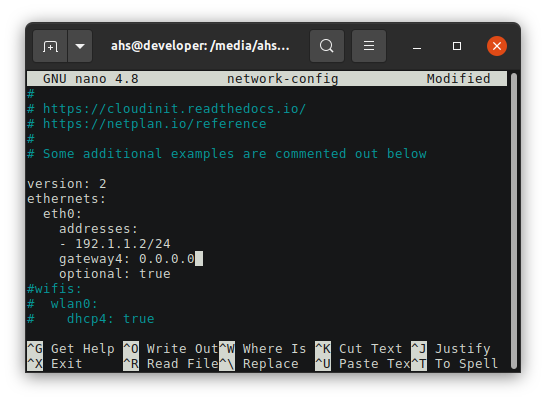 ahs@developer: /media/ahs...
GNU nano 4.8 network-config Modified
#
# https://cloudinit.readthedocs.io/
# https://netplan.io/reference
#
# Some additional examples are commented out below
version: 2
ethernets:
  eth0:
    addresses:
    - 192.1.1.2/24
    gateway4: 0.0.0.0
    optional: true
#wifis:
#  wlan0:
#    dhcp4: true
^G Get Help ^O Write Out^W Where Is ^K Cut Text ^J Justify
^X Exit ^R Read File^\ Replace ^U Paste Tex^T To Spell